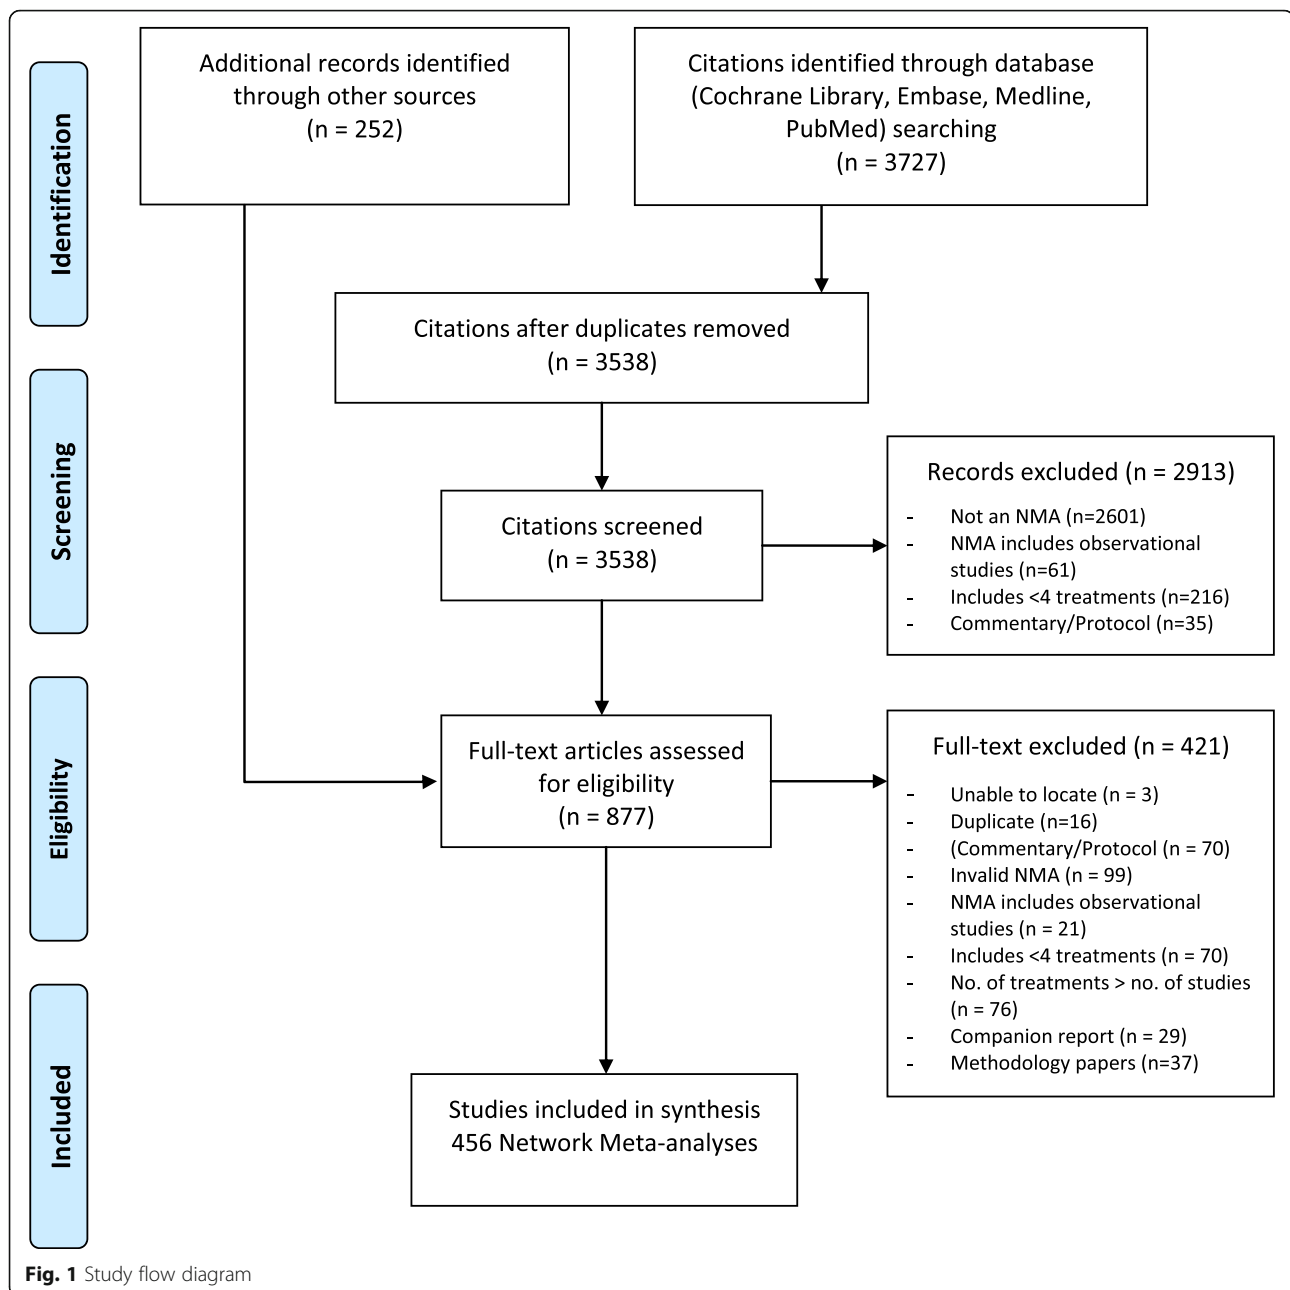 Identification
Additional records identified
through other sources
(n = 252)
Citations identified through database
(Cochrane Library, Embase, Medline,
PubMed) searching
(n = 3727)
Citations after duplicates removed
(n = 3538)
Screening
Citations screened
(n = 3538)
Records excluded (n = 2913)
- Not an NMA (n=2601)
- NMA includes observational
studies (n=61)
- Includes <4 treatments (n=216)
- Commentary/Protocol (n=35)
Eligibility
Full-text articles assessed
for eligibility
(n = 877)
Full-text excluded (n = 421)
- Unable to locate (n = 3)
- Duplicate (n=16)
- (Commentary/Protocol (n = 70)
- Invalid NMA (n = 99)
- NMA includes observational
studies (n = 21)
- Includes <4 treatments (n = 70)
- No. of treatments > no. of studies
(n = 76)
- Companion report (n = 29)
- Methodology papers (n=37)
Included
Studies included in synthesis
456 Network Meta-analyses
Fig. 1 Study flow diagram